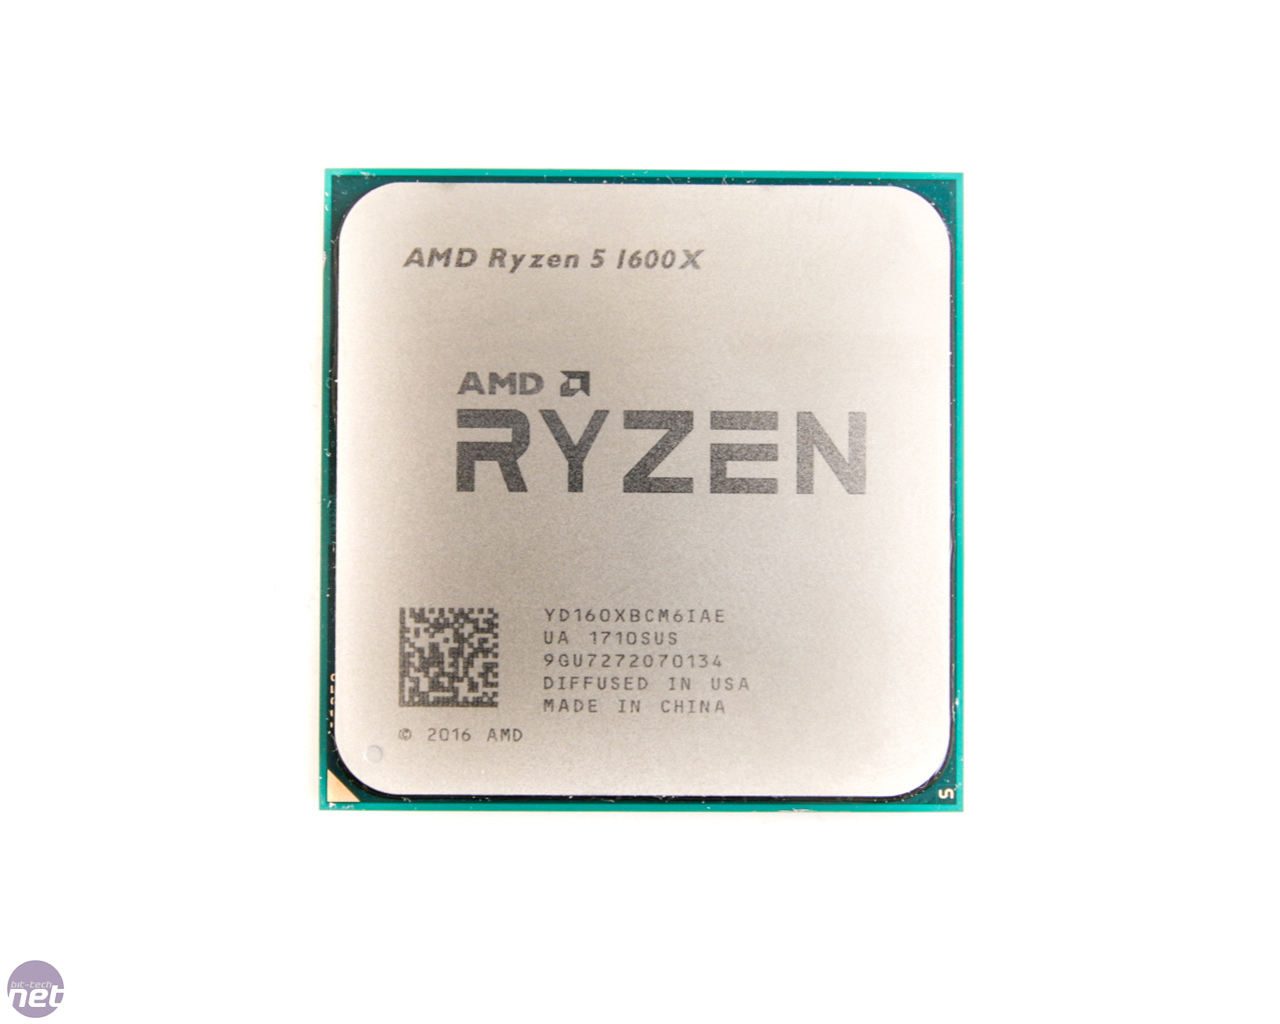 AMD Ryzen 5 1600X
AMD
RYZEN
YD160XBCM6IAE
UA 1710SUS
9GU7272070134
DIFFUSED IN USA
MADE IN CHINA
© 2016 AMD
S
bit-tech
net